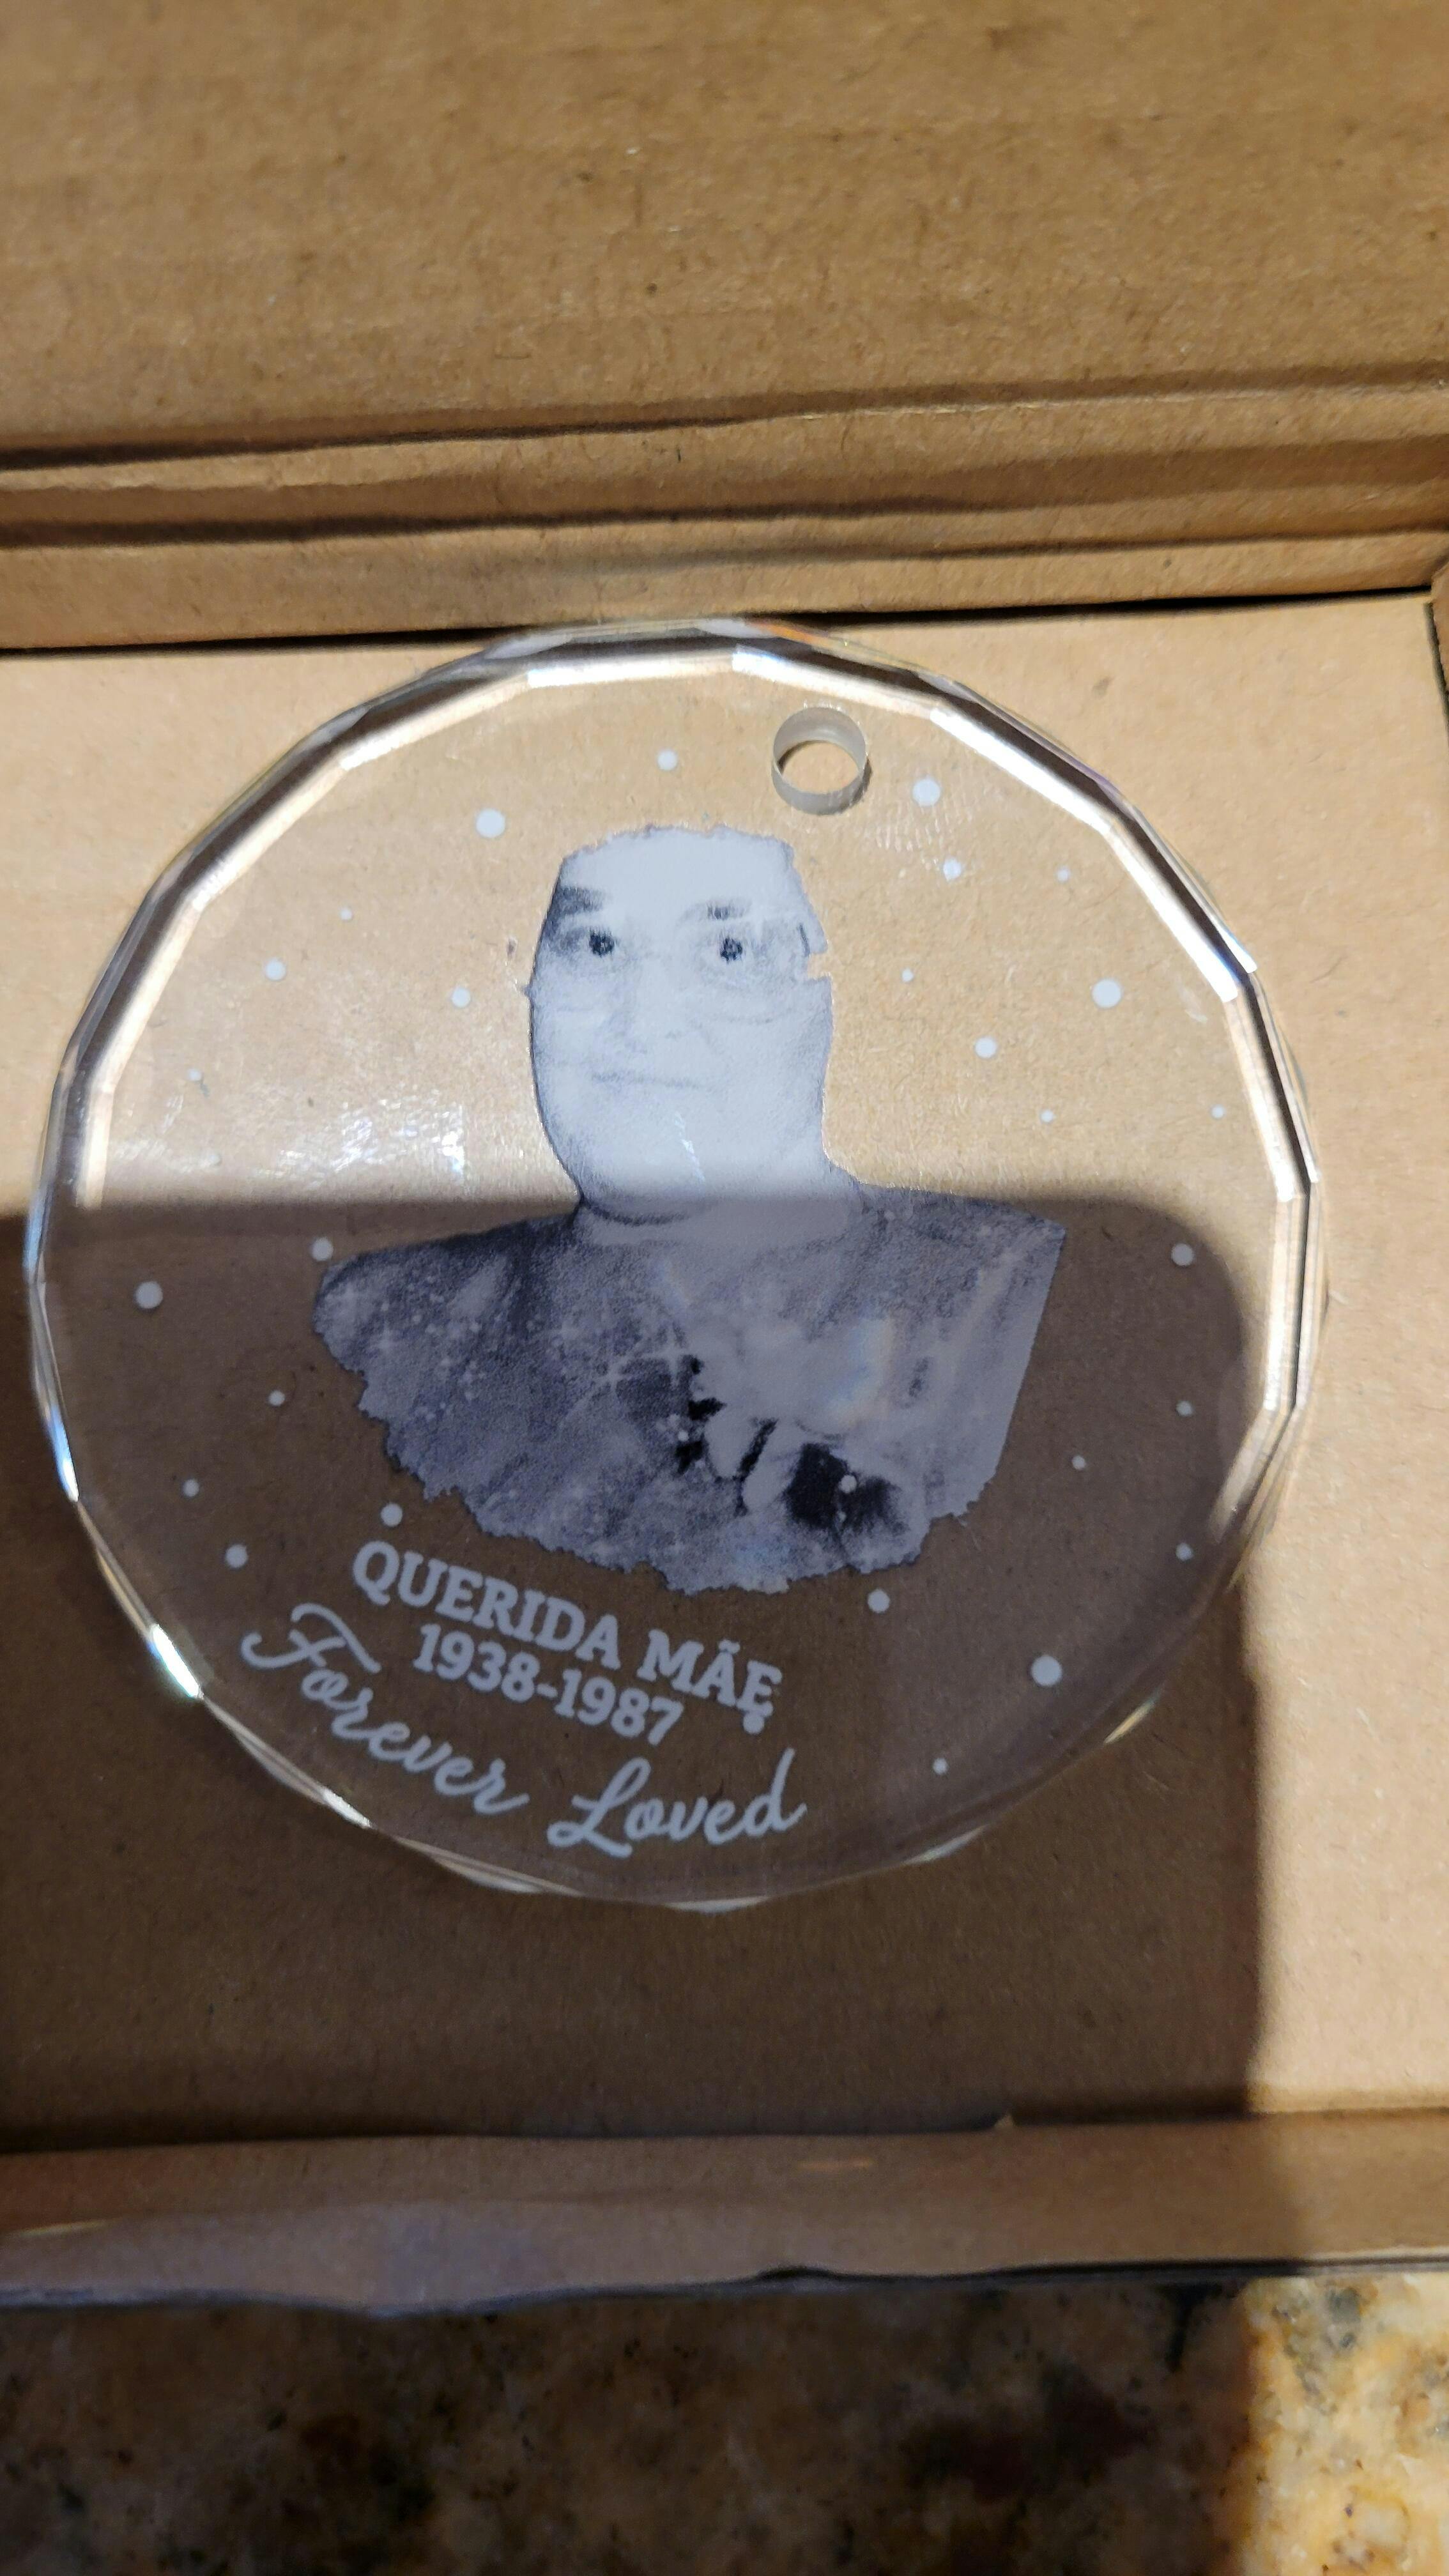 QUERIDA MÃE
1938-1987
Forever Loved